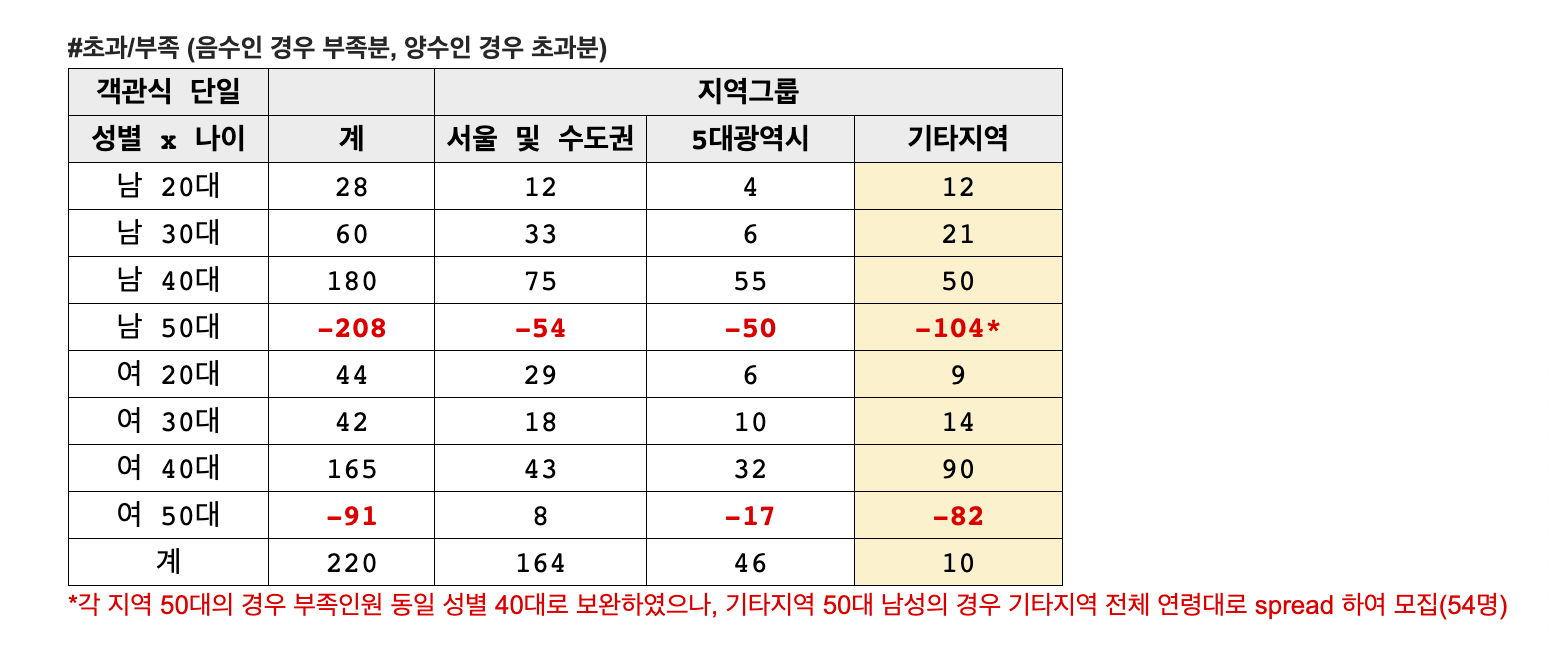 #초과/부족 (음수인 경우 부족분, 양수인 경우 초과분)
객관식 단일 지역그룹
성별 x 나이 계 서울 및 수도권 5대광역시 기타지역
남 20대 28 12 4 12
남 30대 60 33 6 21
남 40대 180 75 55 50
남 50대 -208 -54 -50 -104*
여 20대 44 29 6 9
여 30대 42 18 10 14
여 40대 165 43 32 90
여 50대 -91 8 -17 -82
계 220 164 46 10
*각 지역 50대의 경우 부족인원 동일 성별 40대로 보완하였으나, 기타지역 50대 남성의 경우 기타지역 전체 연령대로 spread 하여 모집(54명)